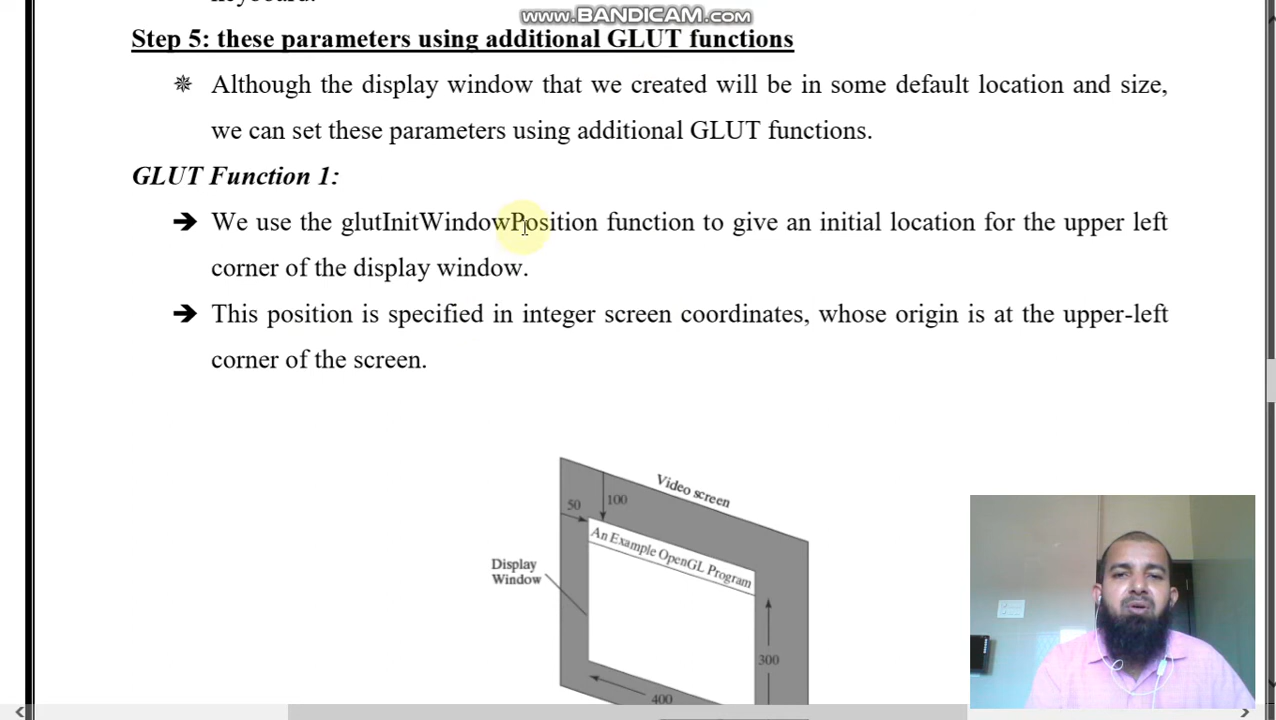 keyboard.
www.BANDICAM.com
Step 5: these parameters using additional GLUT functions
Although the display window that we created will be in some default location and size,
we can set these parameters using additional GLUT functions.
GLUT Function 1:
➔ We use the glutInitWindowPosition function to give an initial location for the upper left
corner of the display window.
➔ This position is specified in integer screen coordinates, whose origin is at the upper-left
corner of the screen.
Video screen
50
100
An Example OpenGL Program
Display
Window
300
400